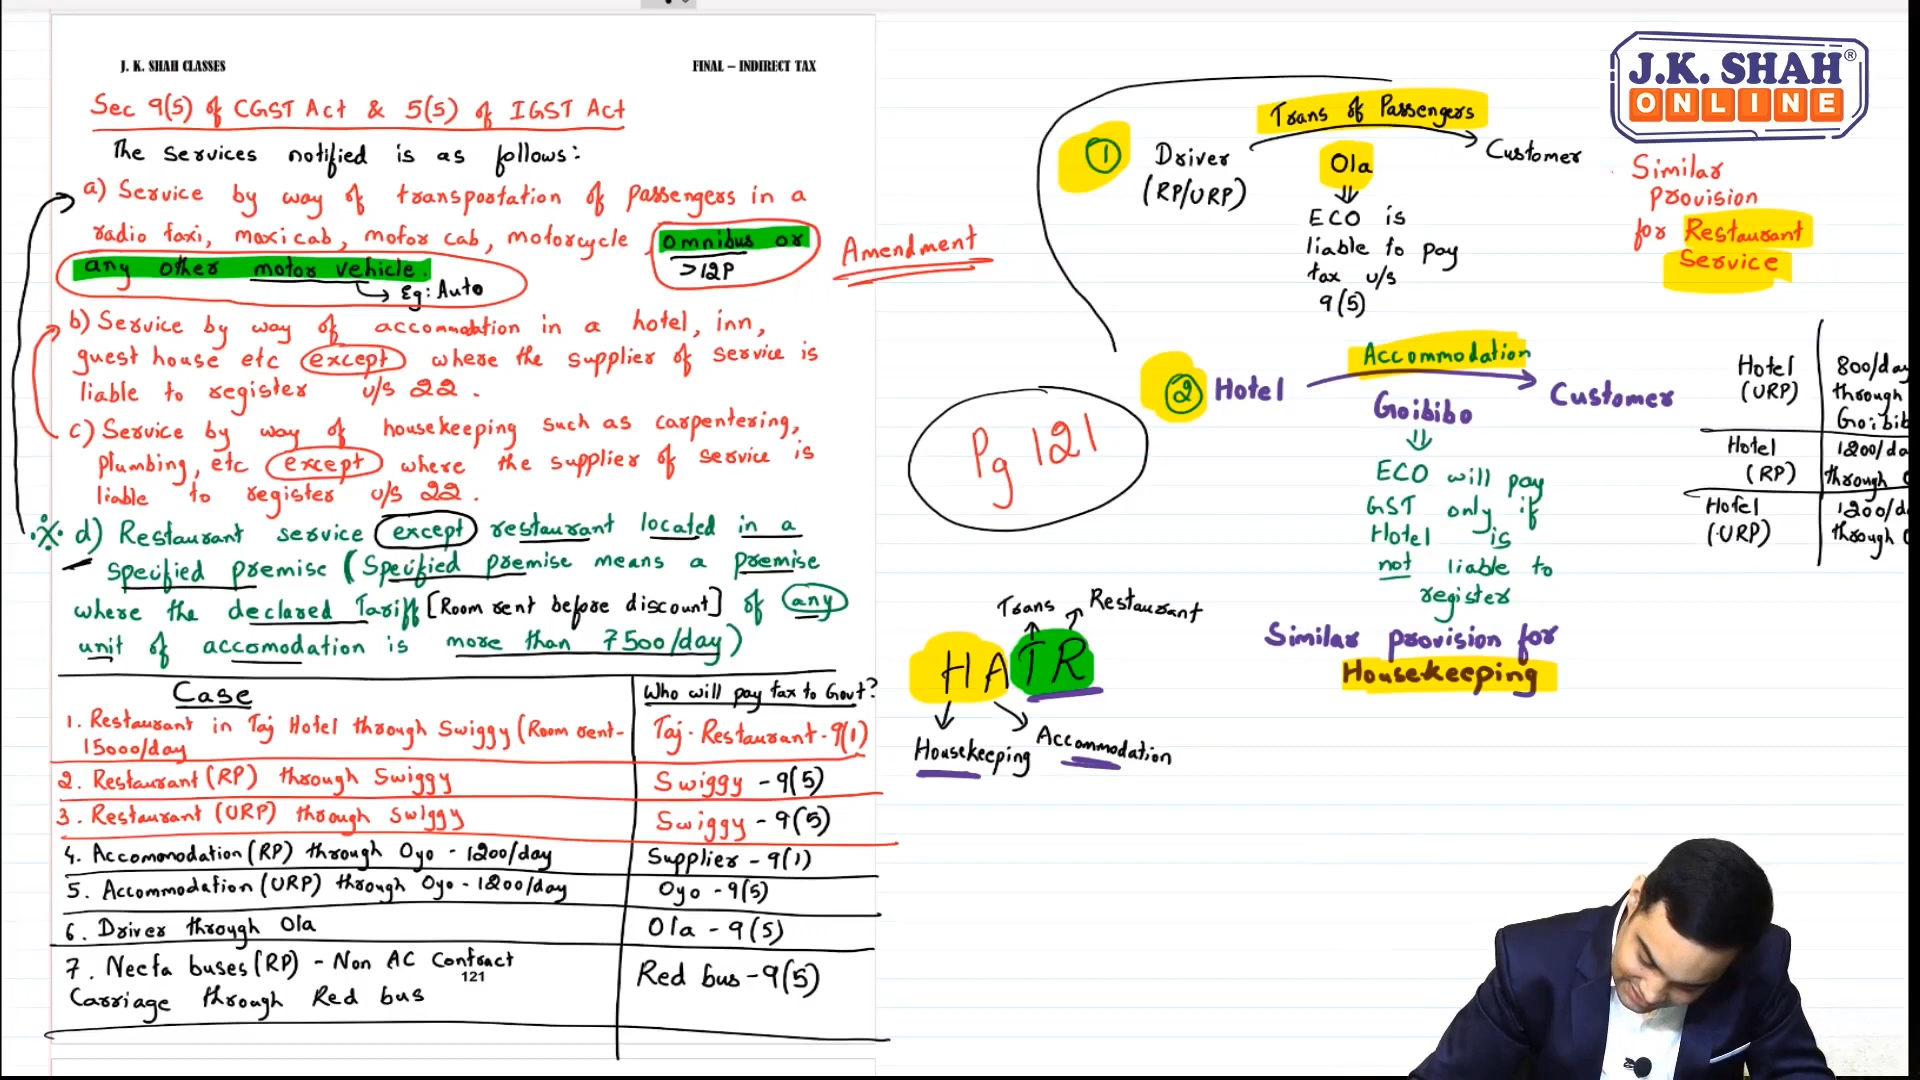 J. K. SHAH CLASSES
FINAL – INDIRECT TAX
Sec 9(5) of CGST Act & 5(5) of IGST Act
The services notified is as follows:
a) Service by way of transportation of passengers in a
radio taxi, maxicab, motor cab, motorcycle, omnibus or
>12P
any other motor vehicle.
Eg: Auto
Amendment
b) Service by way of accommodation in a hotel, inn,
guest house etc except where the supplier of service is
liable to register u/s 22.
c) Service by way of housekeeping such as carpentering,
plumbing, etc except where the supplier of service is
liable to register u/s 22.
d) Restaurant service except restaurant located in a
specified premise (Specified premise means a premise
where the declared Tariff [Room rent before discount] of any
unit of accomodation is more than 7500/day)
Case
Who will pay tax to Govt?
1. Restaurant in Taj Hotel through Swiggy (Room rent-
15000/day
Taj-Restaurant-9(1)
2. Restaurant (RP) through Swiggy
Swiggy - 9(5)
3. Restaurant (URP) through Swiggy
Swiggy - 9(5)
4. Accomonodation (RP) through Oyo - 1200/day
Supplier - 9(1)
5. Accommodation (URP) through Oyo - 1200/day
Oyo - 9(5)
6. Driver through Ola
Ola - 9(5)
7. Neeta buses (RP) - Non AC Contract
Carriage through Red bus
Red bus - 9(5)
121
1
Trans of Passengers
Driver
(RP/URP)
Ola
Customer
ECO is
liable to pay
tax u/s
9(5)
Similar
provision
for Restaurant
Service
J.K. SHAH®
ONLINE
Pg 121
2
Hotel
Accommodation
Goibibo
Customer
ECO will pay
GST only if
Hotel is
not liable to
register
Similar provision for
Housekeeping
Hotel
(URP)
800/day
through
Goibib
Hotel
(RP)
1200/da
through
Hotel
(URP)
1200/d
through
Trans
Restaurant
HATR
Housekeeping
Accommodation